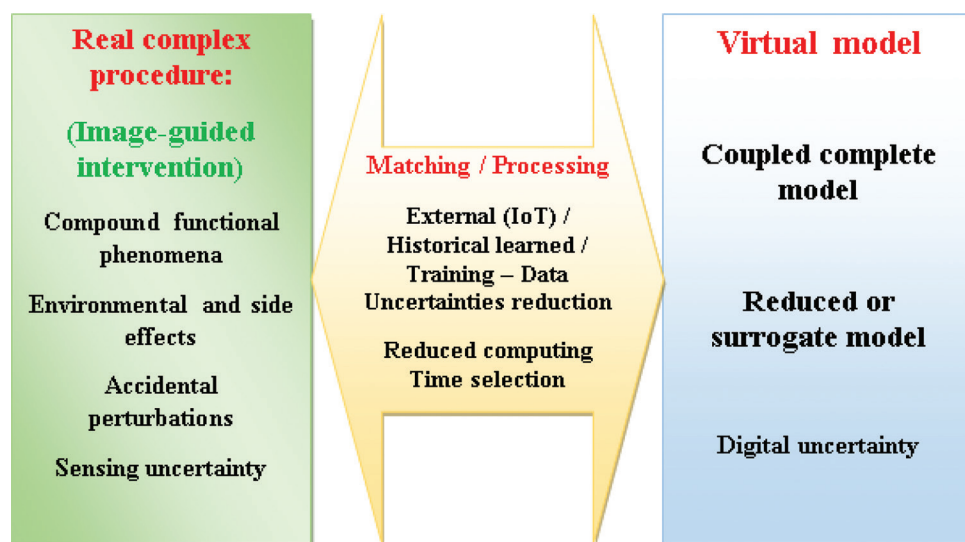 Real complex
procedure:
(Image-guided
intervention)
Compound functional
phenomena
Environmental and side
effects
Accidental
perturbations
Sensing uncertainty
Matching / Processing
External (IoT) /
Historical learned /
Training – Data
Uncertainties reduction
Reduced computing
Time selection
Virtual model
Coupled complete
model
Reduced or
surrogate model
Digital uncertainty